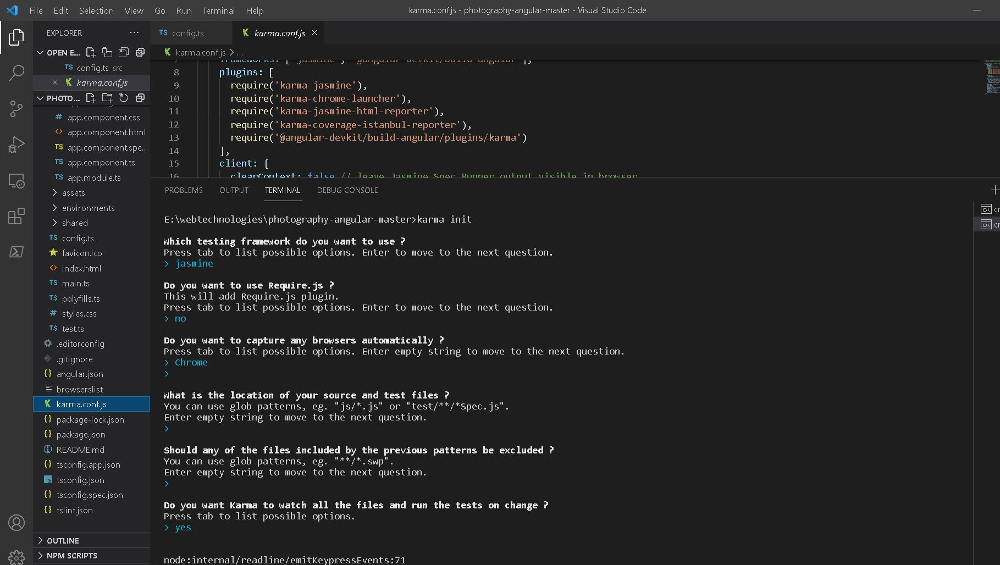 File Edit Selection View Go Run Terminal Help
karma.conf.js - photography-angular-master - Visual Studio Code
EXPLORER
OPEN E...
TS config.ts src
karma.conf.js
PHOTO...
# app.component.css
<> app.component.html
TS app.component.spe...
TS app.component.ts
TS app.module.ts
assets
environments
shared
TS config.ts
favicon.ico
<> index.html
TS main.ts
TS polyfills.ts
# styles.css
TS test.ts
.editorconfig
.gitignore
{} angular.json
browserslist
karma.conf.js
{} package-lock.json
{} package.json
README.md
{} tsconfig.app.json
TS tsconfig.json
{} tsconfig.spec.json
{} tslint.json
OUTLINE
NPM SCRIPTS
TS config.ts
karma.conf.js
karma.conf.js > ...
frameworks: ['jasmine', '@angular-devkit/build-angular'],
8 plugins: [
9 require('karma-jasmine'),
10 require('karma-chrome-launcher'),
11 require('karma-jasmine-html-reporter'),
12 require('karma-coverage-istanbul-reporter'),
13 require('@angular-devkit/build-angular/plugins/karma')
14 ],
15 client: {
16 clearContext: false // leave Jasmine Spec Runner output visible in browser
PROBLEMS OUTPUT TERMINAL DEBUG CONSOLE
E:\webtechnologies\photography-angular-master>karma init
Which testing framework do you want to use ?
Press tab to list possible options. Enter to move to the next question.
> jasmine
Do you want to use Require.js ?
This will add Require.js plugin.
Press tab to list possible options. Enter to move to the next question.
> no
Do you want to capture any browsers automatically ?
Press tab to list possible options. Enter empty string to move to the next question.
> Chrome
>
What is the location of your source and test files ?
You can use glob patterns, eg. "js/*.js" or "test/**/*Spec.js".
Enter empty string to move to the next question.
>
Should any of the files included by the previous patterns be excluded ?
You can use glob patterns, eg. "**/*.swp".
Enter empty string to move to the next question.
>
Do you want Karma to watch all the files and run the tests on change ?
Press tab to list possible options.
> yes
node:internal/readline/emitKeypressEvents:71